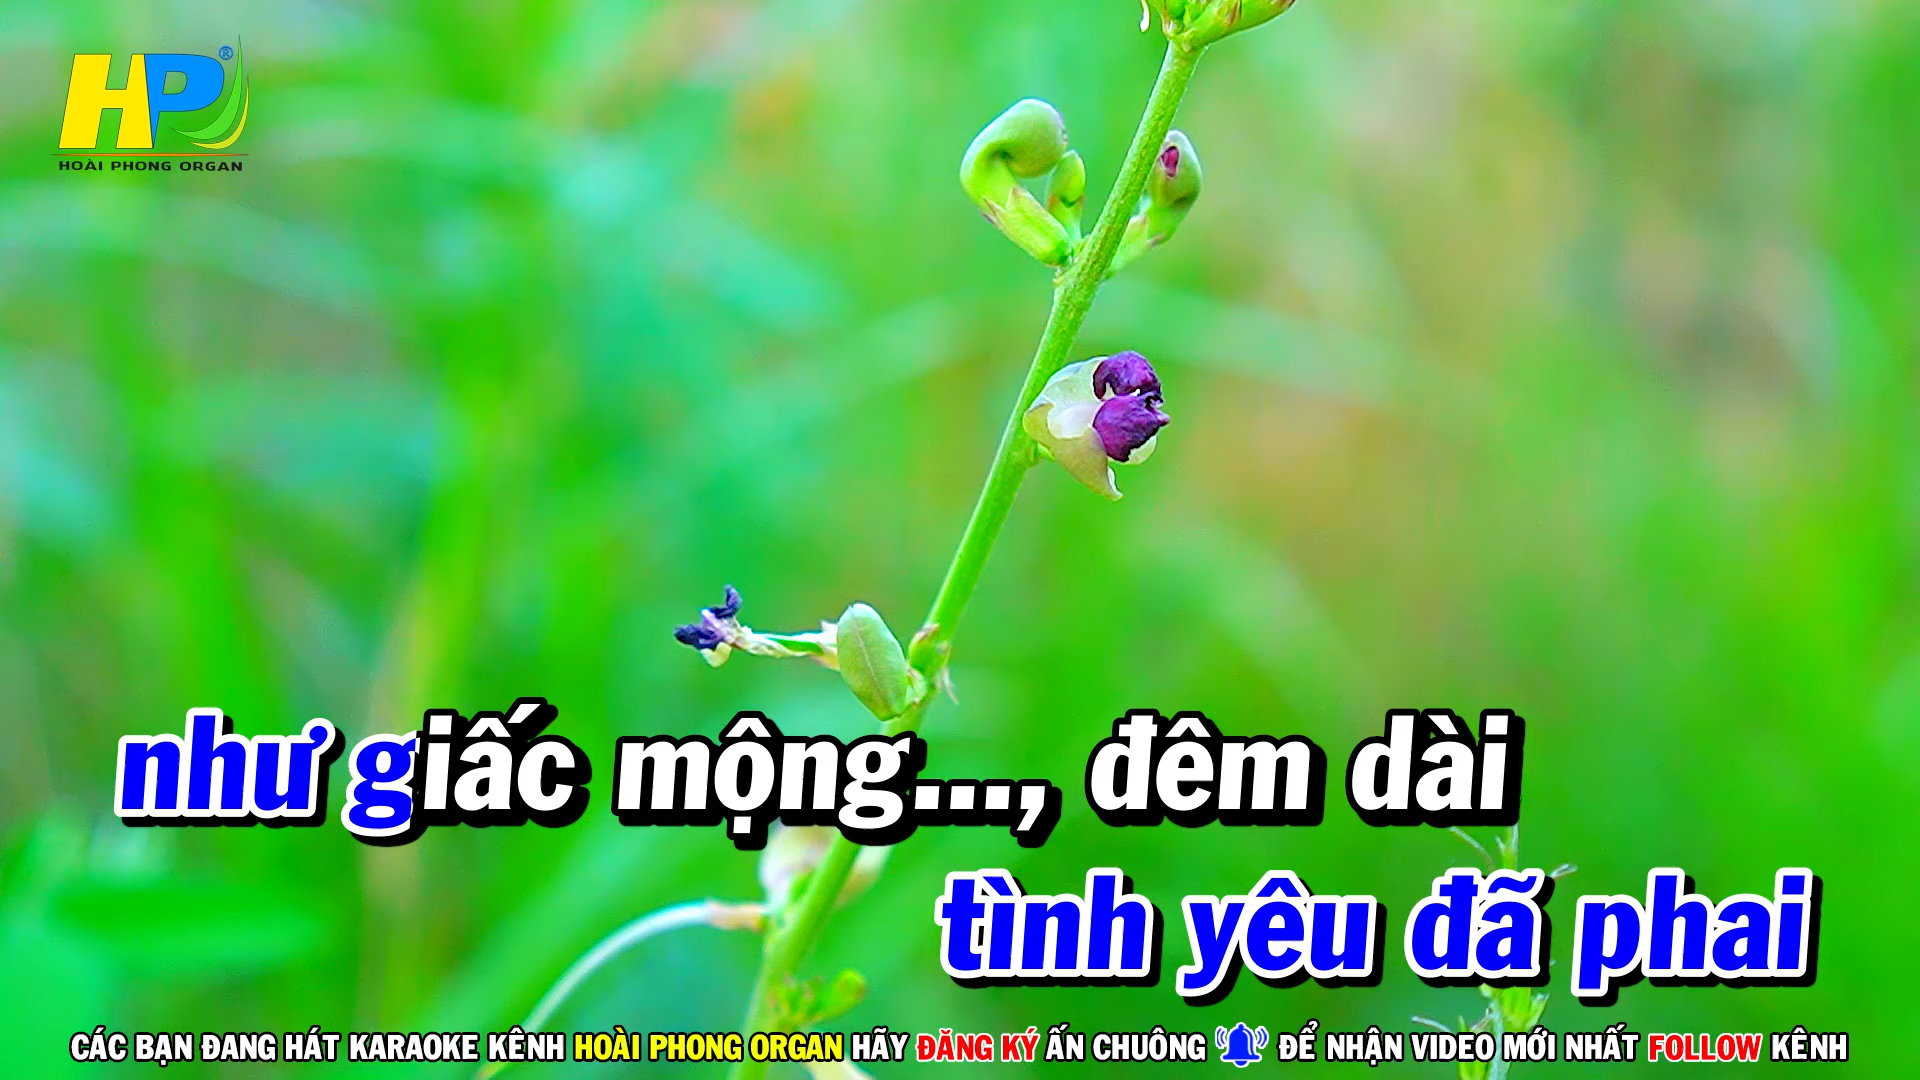 HP®
HOÀI PHONG ORGAN
như giấc mộng..., đêm dài
tình yêu đã phai
CÁC BẠN ĐANG HÁT KARAOKE KÊNH HOÀI PHONG ORGAN HÃY ĐĂNG KÝ ẤN CHUÔNG ĐỂ NHẬN VIDEO MỚI NHẤT FOLLOW KÊNH